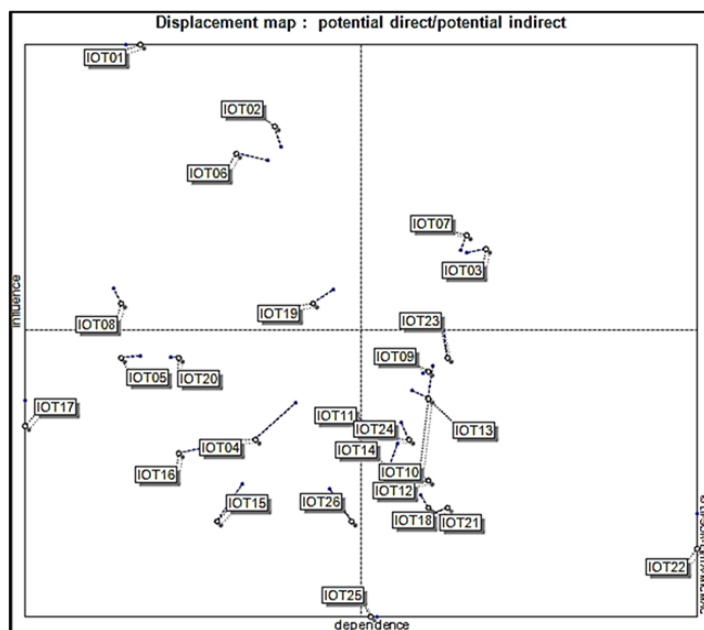 Displacement map : potential direct/potential indirect
IOT01
IOT02
IOT06
IOT07
IOT03
influence
IOT08
IOT19
IOT23
IOT09
IOT05
IOT20
IOT17
IOT11
IOT04
IOT24
IOT13
IOT14
IOT16
IOT10
IOT12
IOT15
IOT26
IOT18
IOT21
IOT22
IOT25
dependence